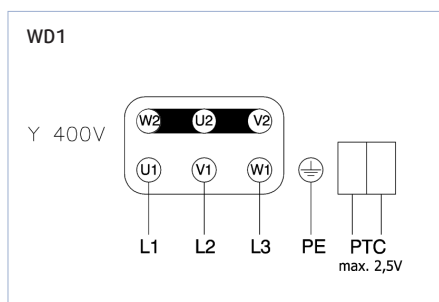 WD1
W2 U2 V2
Y 400V
U1 V1 W1
L1 L2 L3 PE PTC
max. 2,5V